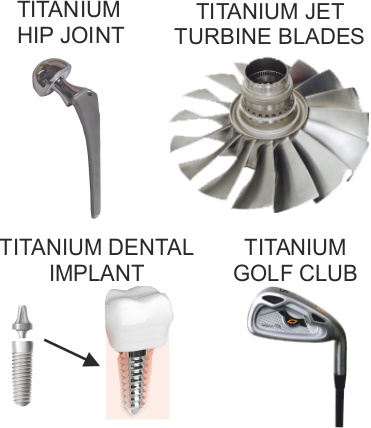 TITANIUM
HIP JOINT
TITANIUM JET
TURBINE BLADES
TITANIUM DENTAL
IMPLANT
TITANIUM
GOLF CLUB